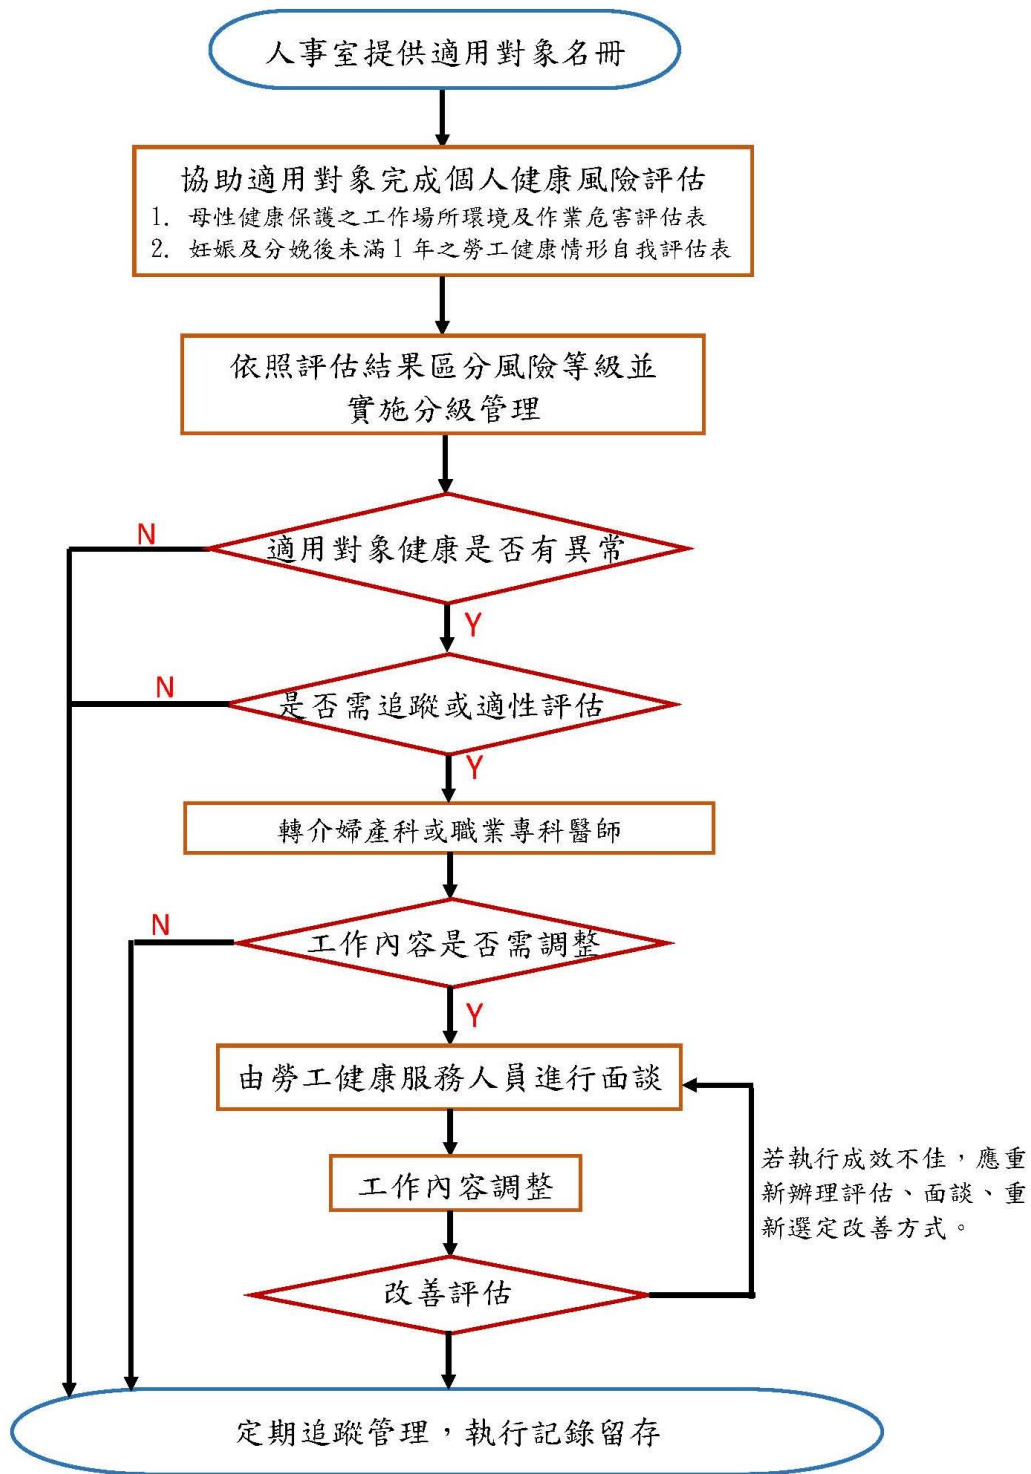 人事室提供適用對象名冊
協助適用對象完成個人健康風險評估
1. 母性健康保護之工作場所環境及作業危害評估表
2. 妊娠及分娩後未滿1年之勞工健康情形自我評估表
依照評估結果區分風險等級並
實施分級管理
N
適用對象健康是否有異常
Y
N
是否需追蹤或適性評估
Y
轉介婦產科或職業專科醫師
N
工作內容是否需調整
Y
由勞工健康服務人員進行面談
工作內容調整
若執行成效不佳，應重
新辦理評估、面談、重
新選定改善方式。
改善評估
定期追蹤管理，執行記錄留存